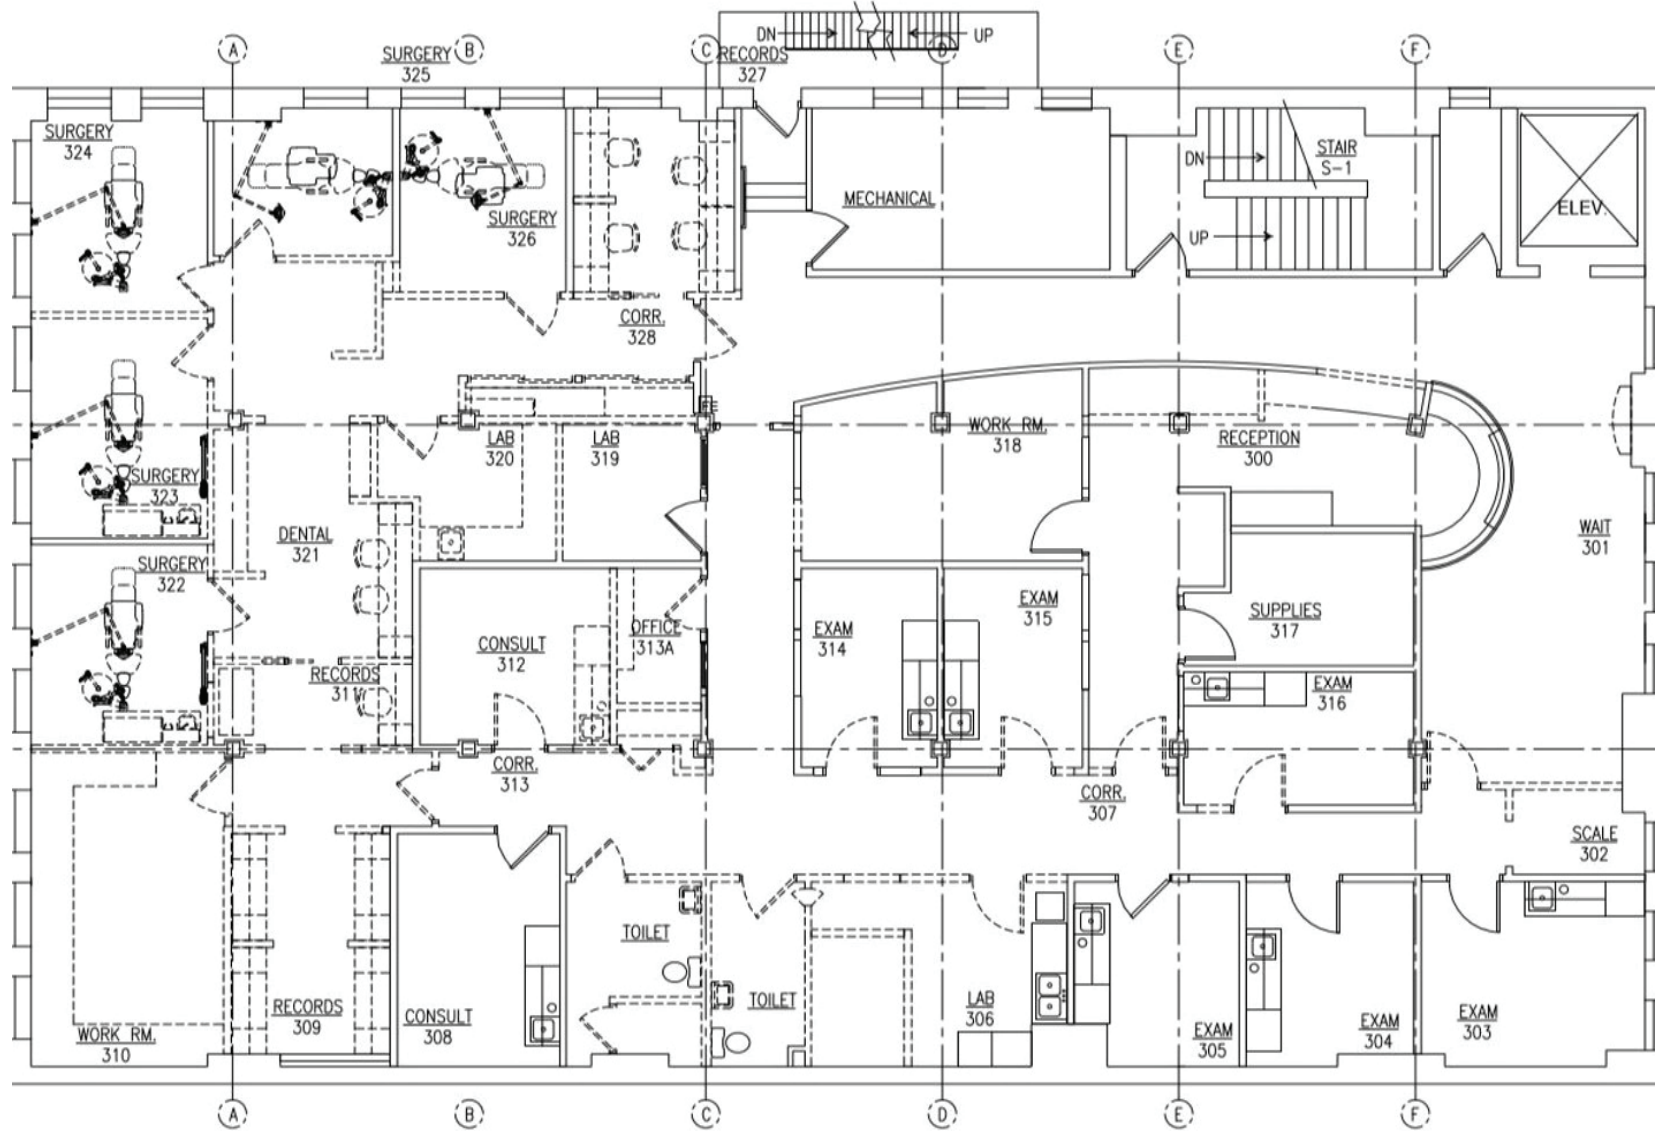 DN
UP
A
SURGERY
325
B
C
RECORDS
327
D
E
F
SURGERY
324
STAIR
S-1
DN
MECHANICAL
ELEV.
SURGERY
326
UP
CORR.
328
LAB
320
LAB
319
WORK RM.
318
RECEPTION
300
SURGERY
323
DENTAL
321
WAIT
301
SURGERY
322
EXAM
315
SUPPLIES
317
CONSULT
312
OFFICE
313A
EXAM
314
RECORDS
311
EXAM
316
CORR.
313
CORR.
307
SCALE
302
TOILET
TOILET
RECORDS
309
CONSULT
308
LAB
306
EXAM
305
EXAM
304
EXAM
303
WORK RM.
310
A
B
C
D
E
F